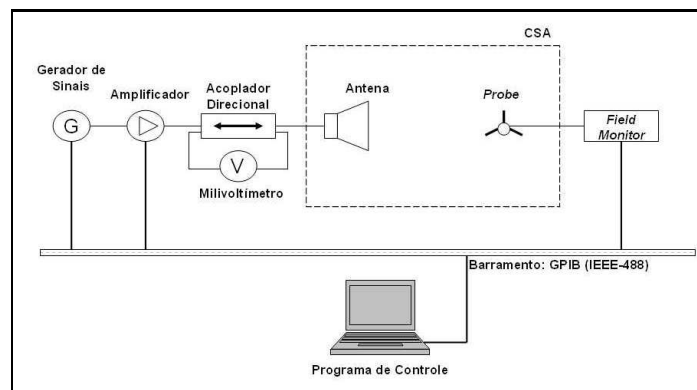 CSA
Gerador de
Sinais
Amplificador
Acoplador
Direcional
Antena
Probe
Field
Monitor
G
V
Milivoltímetro
Barramento: GPIB (IEEE-488)
Programa de Controle